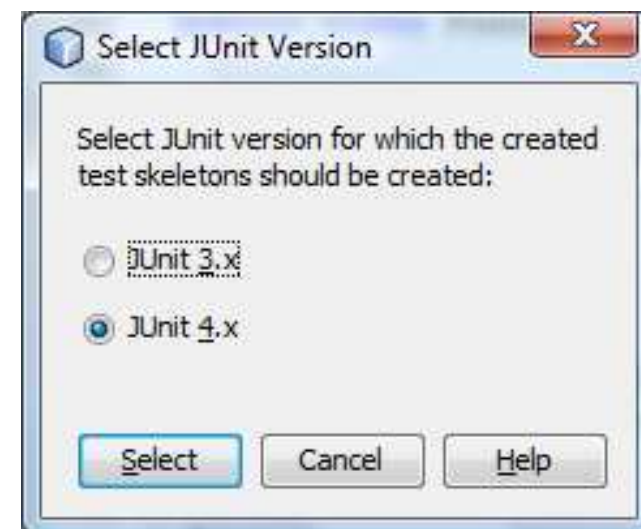 Select JUnit Version
X
Select JUnit version for which the created
test skeletons should be created:
JUnit 3.x
JUnit 4.x
Select
Cancel
Help